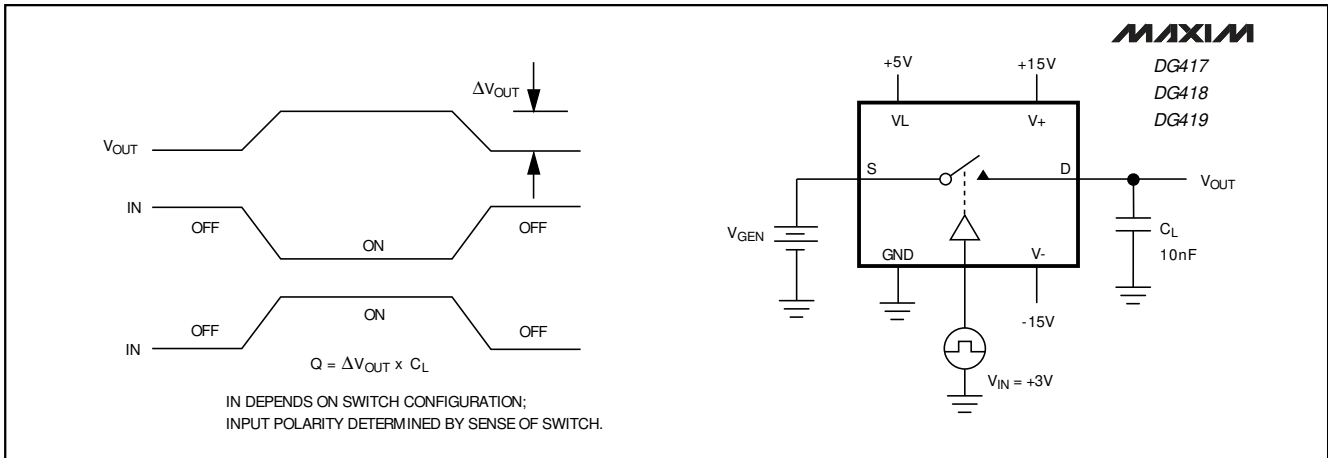 ΔVOUT
VOUT
IN
OFF
ON
OFF
IN
OFF
ON
OFF
Q = ΔVOUT x CL
IN DEPENDS ON SWITCH CONFIGURATION;
INPUT POLARITY DETERMINED BY SENSE OF SWITCH.
MAXIM
DG417
DG418
DG419
+5V
+15V
VL
V+
S
D
VOUT
VGEN
CL
10nF
GND
V-
-15V
VIN = +3V